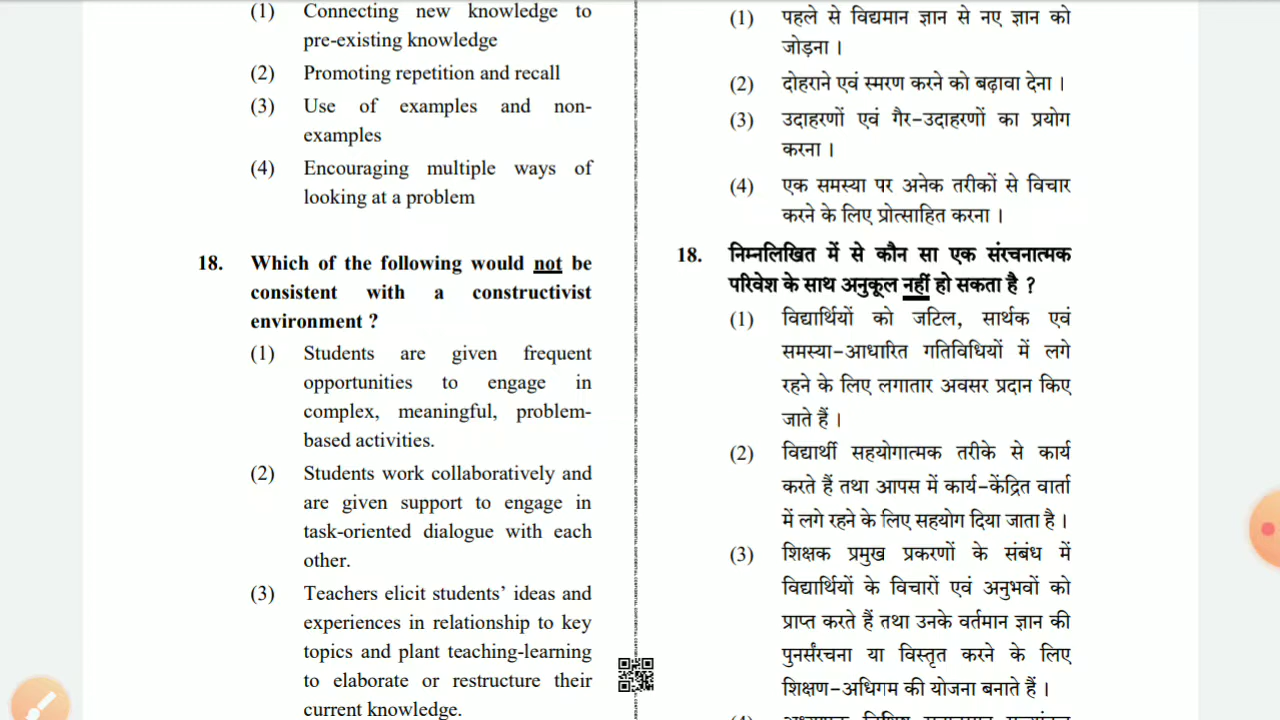 (1) Connecting new knowledge to
pre-existing knowledge
(2) Promoting repetition and recall
(3) Use of examples and non-
examples
(4) Encouraging multiple ways of
looking at a problem
18. Which of the following would not be
consistent with a constructivist
environment ?
(1) Students are given frequent
opportunities to engage in
complex, meaningful, problem-
based activities.
(2) Students work collaboratively and
are given support to engage in
task-oriented dialogue with each
other.
(3) Teachers elicit students’ ideas and
experiences in relationship to key
topics and plant teaching-learning
to elaborate or restructure their
current knowledge.
(1) पहले से विद्यमान ज्ञान से नए ज्ञान को
जोड़ना ।
(2) दोहराने एवं स्मरण करने को बढ़ावा देना ।
(3) उदाहरणों एवं गैर-उदाहरणों का प्रयोग
करना ।
(4) एक समस्या पर अनेक तरीकों से विचार
करने के लिए प्रोत्साहित करना ।
18. निम्नलिखित में से कौन सा एक संरचनात्मक
परिवेश के साथ अनुकूल नहीं हो सकता है ?
(1) विद्यार्थियों को जटिल, सार्थक एवं
समस्या-आधारित गतिविधियों में लगे
रहने के लिए लगातार अवसर प्रदान किए
जाते हैं ।
(2) विद्यार्थी सहयोगात्मक तरीके से कार्य
करते हैं तथा आपस में कार्य-केंद्रित वार्ता
में लगे रहने के लिए सहयोग दिया जाता है ।
(3) शिक्षक प्रमुख प्रकरणों के संबंध में
विद्यार्थियों के विचारों एवं अनुभवों को
प्राप्त करते हैं तथा उनके वर्तमान ज्ञान की
पुनर्संरचना या विस्तृत करने के लिए
शिक्षण-अधिगम की योजना बनाते हैं ।